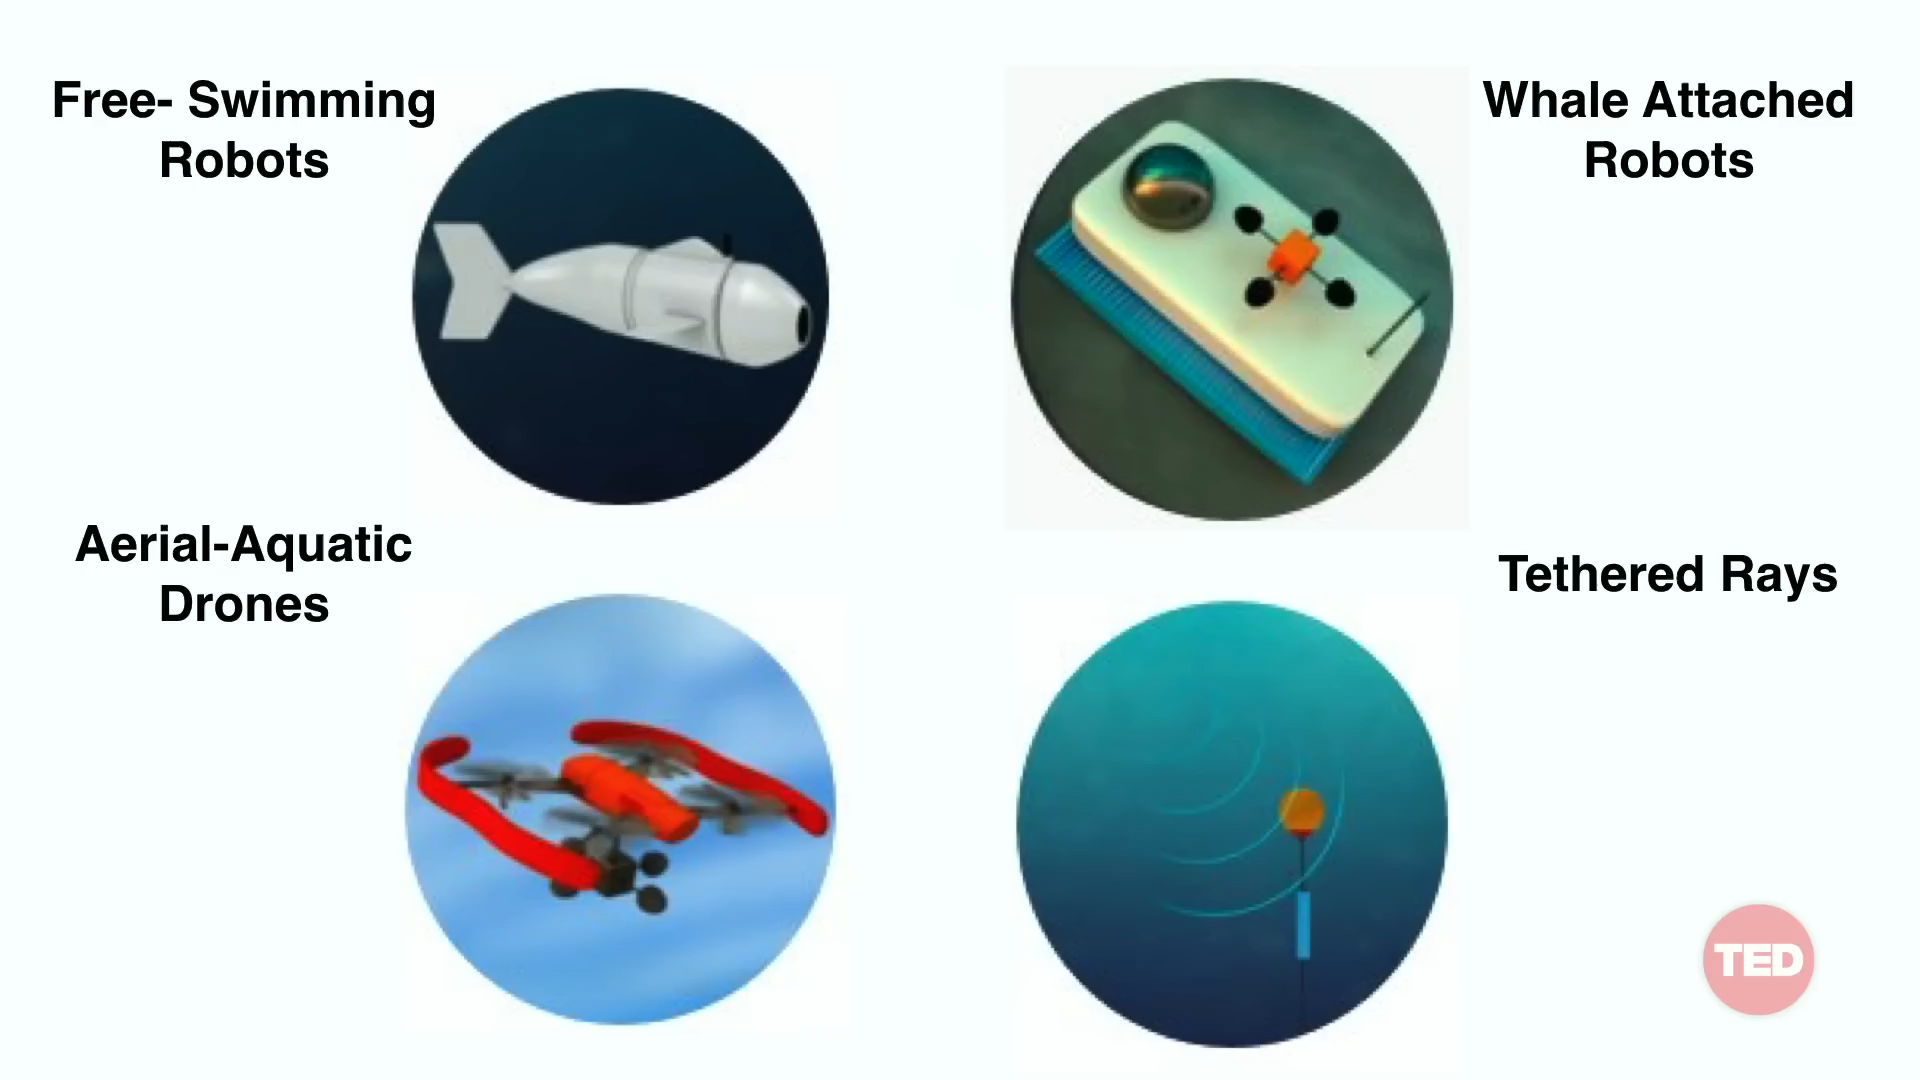 Free- Swimming
Robots
Whale Attached
Robots
Aerial-Aquatic
Drones
Tethered Rays
TED